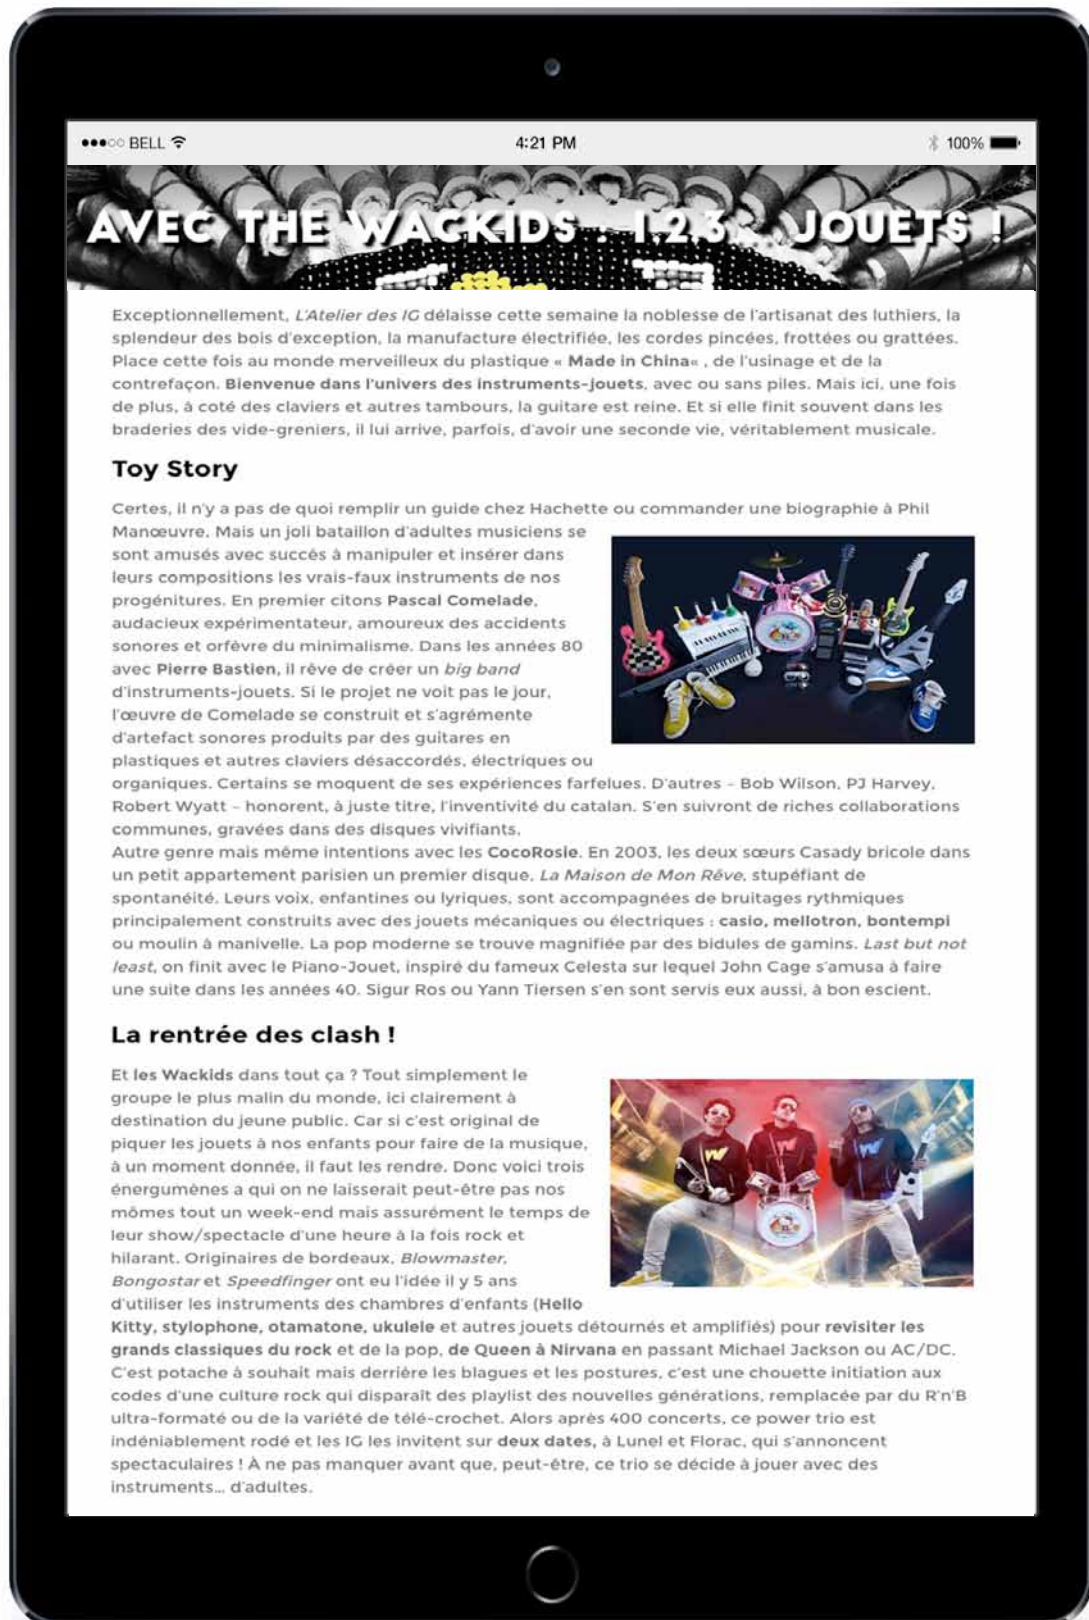 BELL
4:21 PM
100%
AVEC THE WACKIDS : 1,2,3... JOUETS !
Exceptionnellement, L'Atelier des IG délaisse cette semaine la noblesse de l'artisanat des luthiers, la
splendeur des bois d'exception, la manufacture électrifiée, les cordes pincées, frottées ou grattées.
Place cette fois au monde merveilleux du plastique « Made in China« , de l'usinage et de la
contrefaçon. Bienvenue dans l'univers des instruments-jouets, avec ou sans piles. Mais ici, une fois
de plus, à coté des claviers et autres tambours, la guitare est reine. Et si elle finit souvent dans les
braderies des vide-greniers, il lui arrive, parfois, d'avoir une seconde vie, véritablement musicale.
Toy Story
Certes, il n'y a pas de quoi remplir un guide chez Hachette ou commander une biographie à Phil
Manœuvre. Mais un joli bataillon d'adultes musiciens se
sont amusés avec succès à manipuler et insérer dans
leurs compositions les vrais-faux instruments de nos
progénitures. En premier citons Pascal Comelade,
audacieux expérimentateur, amoureux des accidents
sonores et orfèvre du minimalisme. Dans les années 80
avec Pierre Bastien, il rêve de créer un big band
d'instruments-jouets. Si le projet ne voit pas le jour,
l'œuvre de Comelade se construit et s'agrémente
d'artefact sonores produits par des guitares en
plastiques et autres claviers désaccordés, électriques ou
organiques. Certains se moquent de ses expériences farfelues. D'autres – Bob Wilson, PJ Harvey,
Robert Wyatt – honorent, à juste titre, l'inventivité du catalan. S'en suivront de riches collaborations
communes, gravées dans des disques vivifiants.
Autre genre mais même intentions avec les CocoRosie. En 2003, les deux sœurs Casady bricole dans
un petit appartement parisien un premier disque, La Maison de Mon Rêve, stupéfiant de
spontanéité. Leurs voix, enfantines ou lyriques, sont accompagnées de bruitages rythmiques
principalement construits avec des jouets mécaniques ou électriques : casio, mellotron, bontempi
ou moulin à manivelle. La pop moderne se trouve magnifiée par des bidules de gamins. Last but not
least, on finit avec le Piano-Jouet, inspiré du fameux Celesta sur lequel John Cage s'amusa à faire
une suite dans les années 40. Sigur Ros ou Yann Tiersen s'en sont servis eux aussi, à bon escient.
La rentrée des clash !
Et les Wackids dans tout ça ? Tout simplement le
groupe le plus malin du monde, ici clairement à
destination du jeune public. Car si c'est original de
piquer les jouets à nos enfants pour faire de la musique,
à un moment donnée, il faut les rendre. Donc voici trois
énergumènes a qui on ne laisserait peut-être pas nos
mômes tout un week-end mais assurément le temps de
leur show/spectacle d'une heure à la fois rock et
hilarant. Originaires de bordeaux, Blowmaster,
Bongostar et Speedfinger ont eu l'idée il y 5 ans
d'utiliser les instruments des chambres d'enfants (Hello
Kitty, stylophone, otamatone, ukulele et autres jouets détournés et amplifiés) pour revisiter les
grands classiques du rock et de la pop, de Queen à Nirvana en passant Michael Jackson ou AC/DC.
C'est potache à souhait mais derrière les blagues et les postures, c'est une chouette initiation aux
codes d'une culture rock qui disparaît des playlist des nouvelles générations, remplacée par du R'n'B
ultra-formaté ou de la variété de télé-crochet. Alors après 400 concerts, ce power trio est
indéniablement rodé et les IG les invitent sur deux dates, à Lunel et Florac, qui s'annoncent
spectaculaires ! À ne pas manquer avant que, peut-être, ce trio se décide à jouer avec des
instruments... d'adultes.